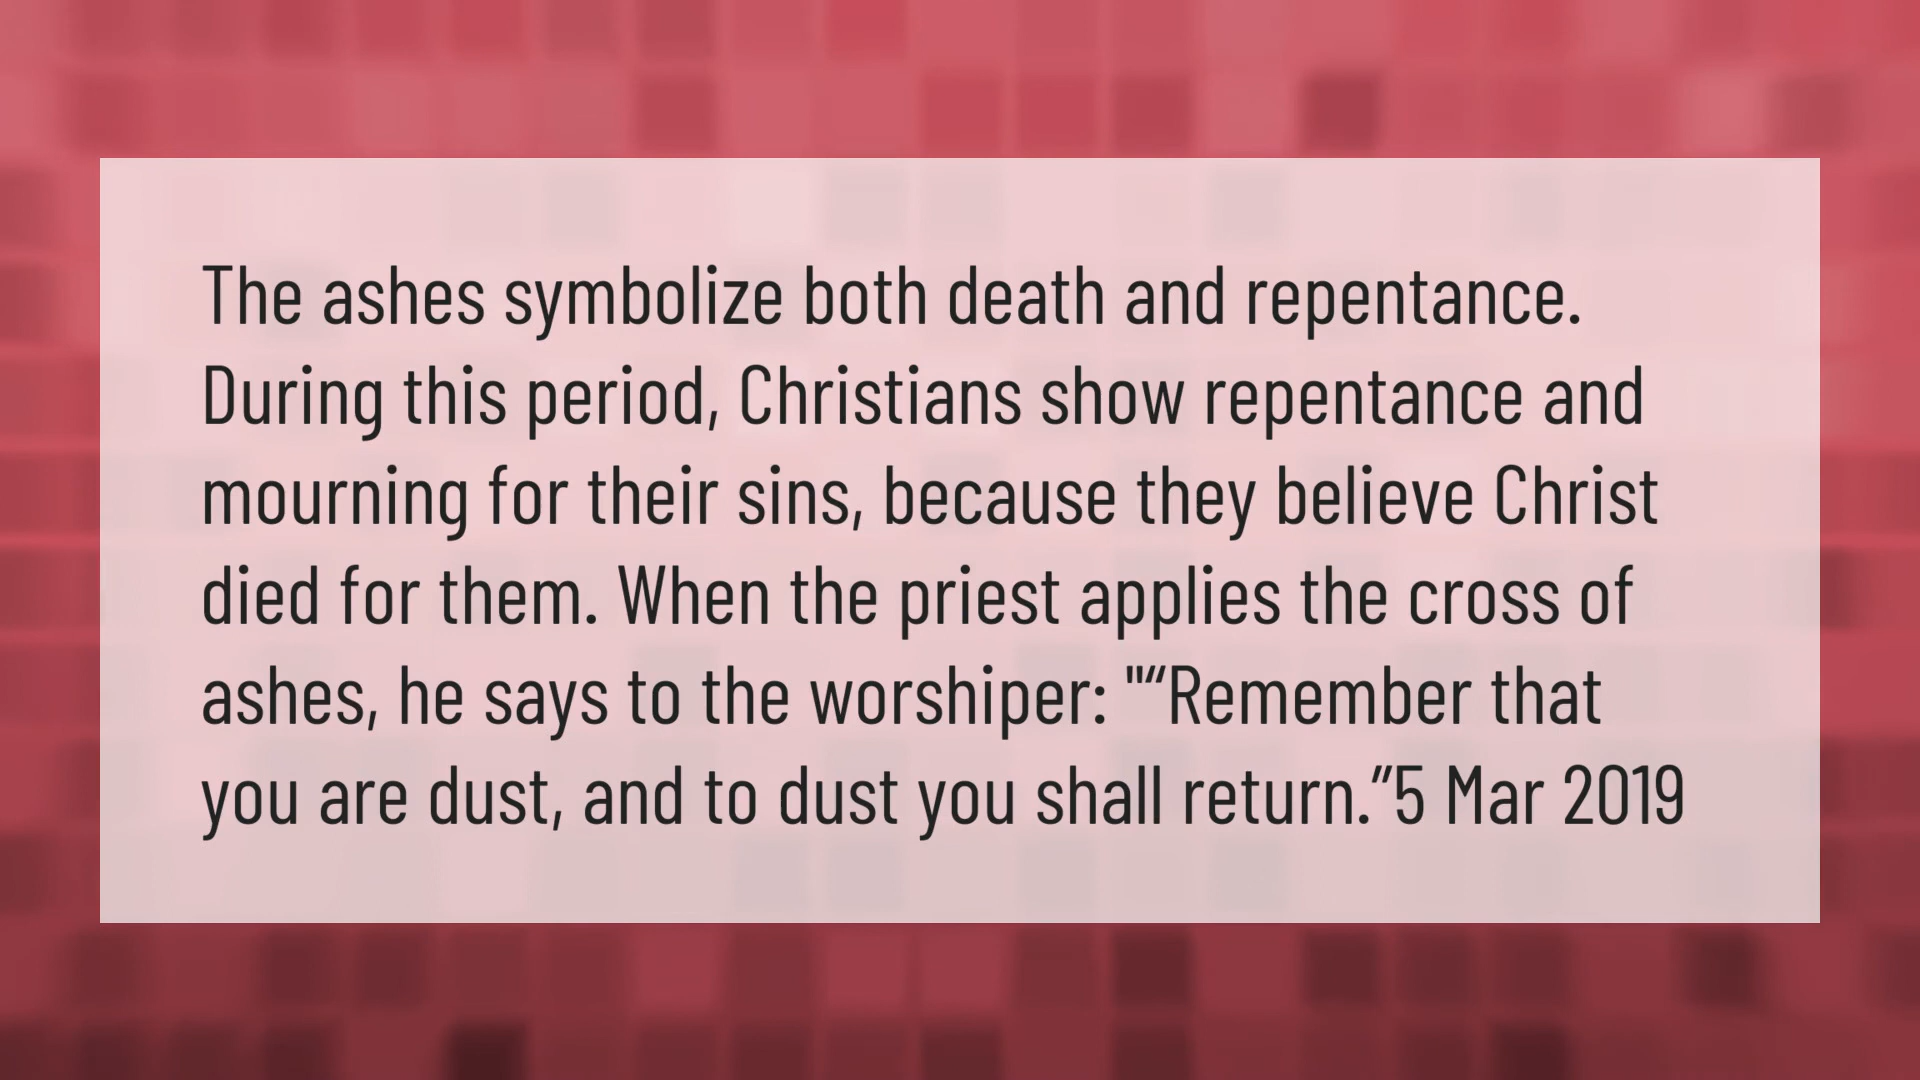 The ashes symbolize both death and repentance.
During this period, Christians show repentance and
mourning for their sins, because they believe Christ
died for them. When the priest applies the cross of
ashes, he says to the worshiper: "“Remember that
you are dust, and to dust you shall return.”5 Mar 2019